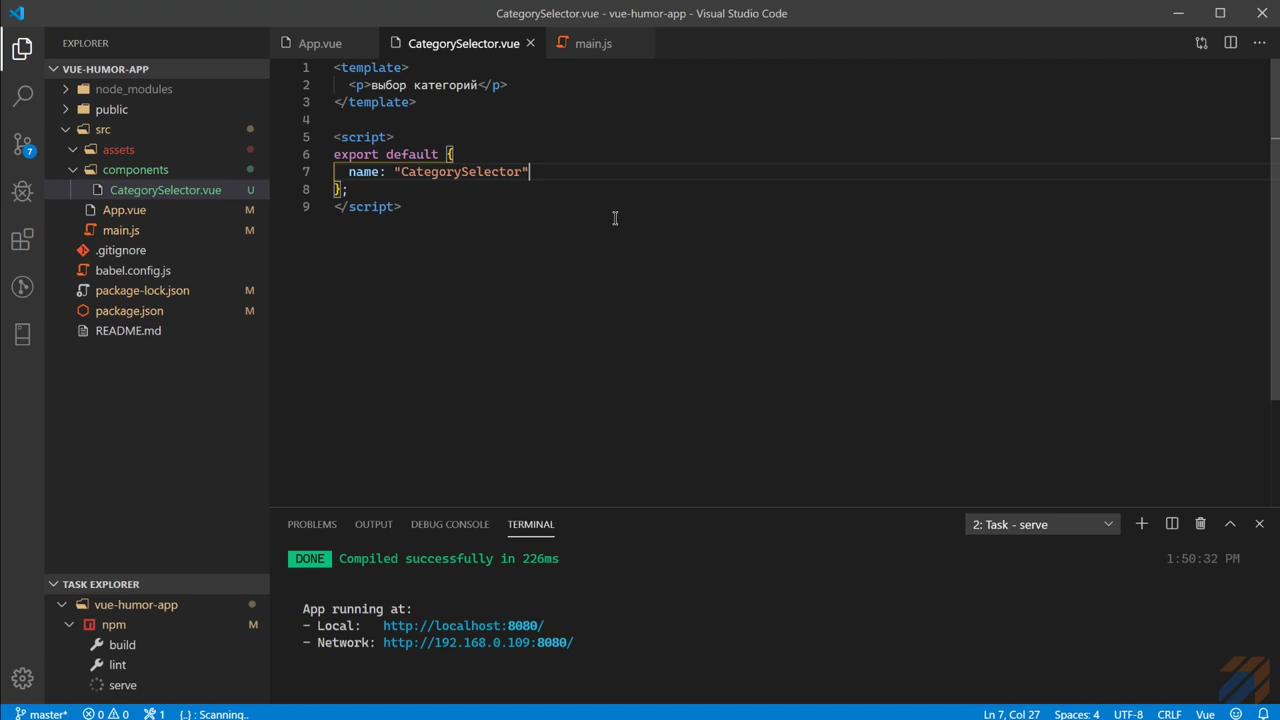 CategorySelector.vue - vue-humor-app - Visual Studio Code
EXPLORER
App.vue
CategorySelector.vue
main.js
VUE-HUMOR-APP
node_modules
public
src
assets
components
CategorySelector.vue U
App.vue M
main.js M
.gitignore
babel.config.js
package-lock.json M
package.json M
README.md
7
1 <template>
2 <p>выбор категорий</p>
3 </template>
4
5 <script>
6 export default {
7 name: "CategorySelector"
8 };
9 </script>
PROBLEMS OUTPUT DEBUG CONSOLE TERMINAL 2: Task - serve
DONE Compiled successfully in 226ms 1:50:32 PM
App running at:
- Local: http://localhost:8080/
- Network: http://192.168.0.109:8080/
TASK EXPLORER
vue-humor-app
npm M
build
lint
serve
master* 0 0 1 {..} : Scanning.. Ln 7, Col 27 Spaces: 4 UTF-8 CRLF Vue